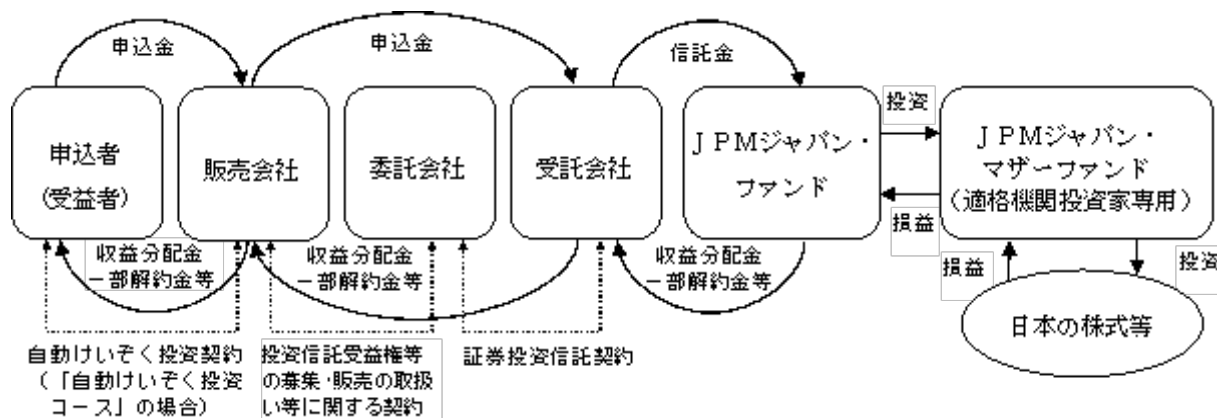 申込金
申込金
信託金
投資
申込者
(受益者)
販売会社
委託会社
受託会社
ＪＰＭジャパン・
ファンド
ＪＰＭジャパン・
マザーファンド
（適格機関投資家専用）
損益
収益分配金
一部解約金等
収益分配金
一部解約金等
収益分配金
一部解約金等
損益
投資
日本の株式等
自動けいぞく投資契約
（「自動けいぞく投資
コース」の場合）
投資信託受益権等
の募集・販売の取扱
い等に関する契約
証券投資信託契約